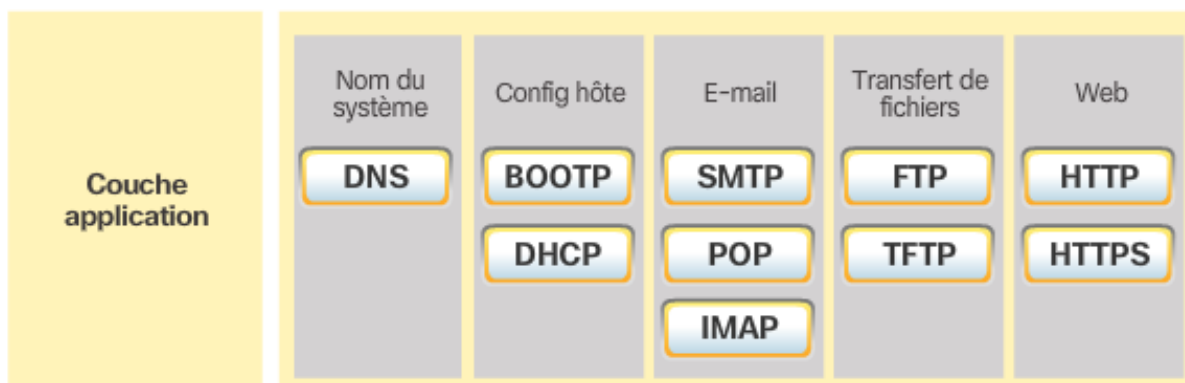 Couche
application
Nom du
système
DNS
Config hôte
BOOTP
DHCP
E-mail
SMTP
POP
IMAP
Transfert de
fichiers
FTP
TFTP
Web
HTTP
HTTPS